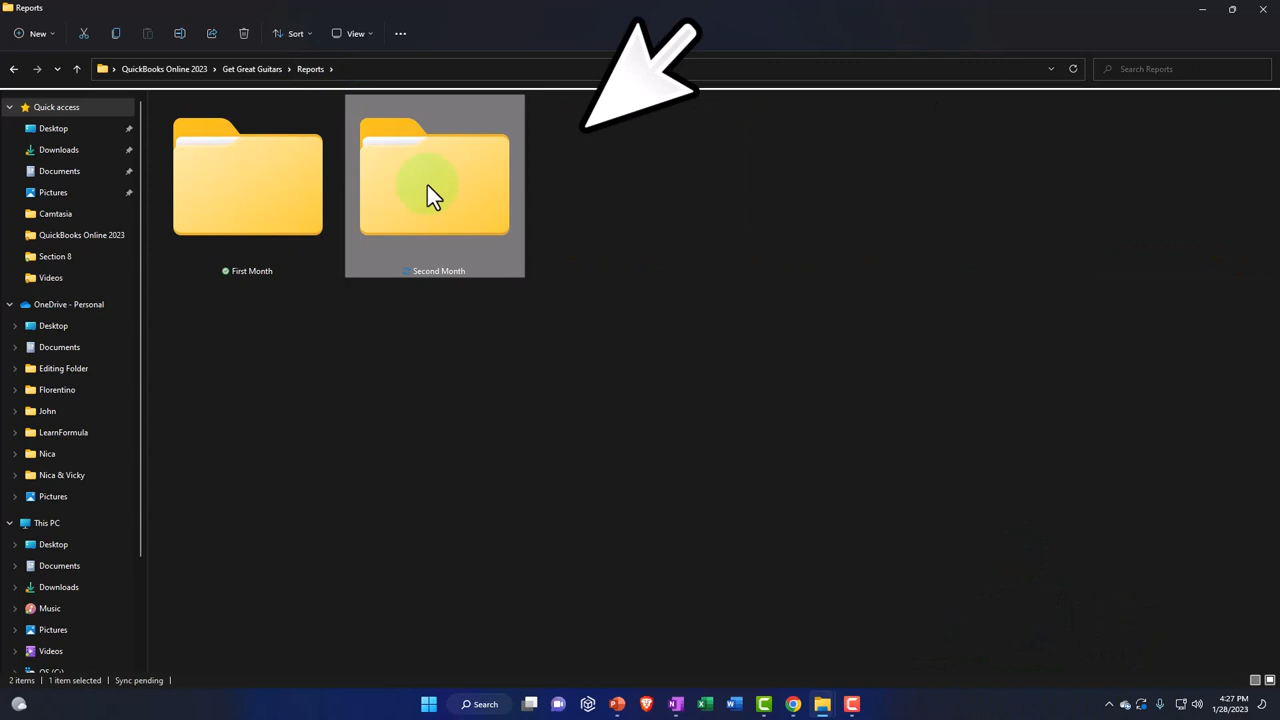 Reports
New
Sort
View
QuickBooks Online 2023 > Get Great Guitars > Reports >
Search Reports
Quick access
Desktop
Downloads
Documents
Pictures
Camtasia
QuickBooks Online 2023
Section 8
Videos
OneDrive - Personal
Desktop
Documents
Editing Folder
Florentino
John
LearnFormula
Nica
Nica & Vicky
Pictures
This PC
Desktop
Documents
Downloads
Music
Pictures
Videos
OS (C:)
First Month
Second Month
2 items
1 item selected
Sync pending
Search
4:27 PM
1/28/2023